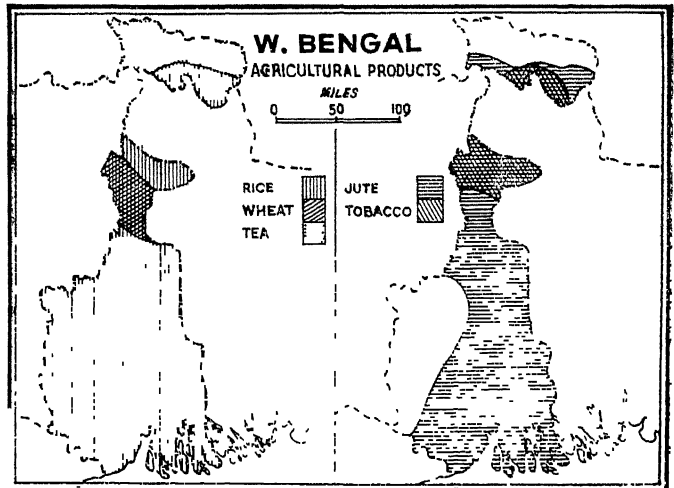 W. BENGAL
AGRICULTURAL PRODUCTS
MILES
0 50 100
RICE
WHEAT
TEA
JUTE
TOBACCO